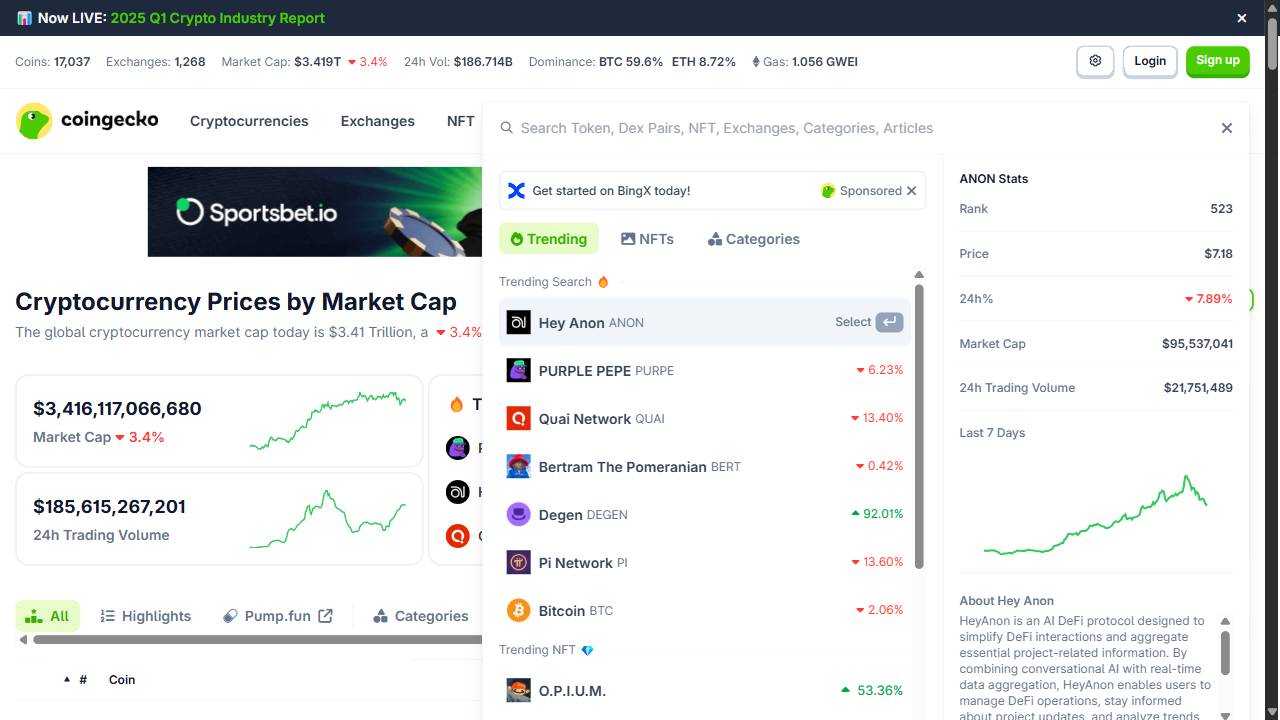 Now LIVE: 2025 Q1 Crypto Industry Report
Coins: 17,037 Exchanges: 1,268 Market Cap: $3.419T 3.4% 24h Vol: $186.714B Dominance: BTC 59.6% ETH 8.72% Gas: 1.056 GWEI
Login
Sign up
coingecko
Cryptocurrencies
Exchanges
NFT
Search Token, Dex Pairs, NFT, Exchanges, Categories, Articles
Sportsbet.io
Get started on BingX today!
Sponsored
Trending
NFTs
Categories
Trending Search
Hey Anon ANON
Select
PURPLE PEPE PURPE
6.23%
Quai Network QUAI
13.40%
Bertram The Pomeranian BERT
0.42%
Degen DEGEN
92.01%
Pi Network PI
13.60%
Bitcoin BTC
2.06%
Trending NFT
O.P.I.U.M.
53.36%
ANON Stats
Rank
523
Price
$7.18
24h%
7.89%
Market Cap
$95,537,041
24h Trading Volume
$21,751,489
Last 7 Days
About Hey Anon
HeyAnon is an AI DeFi protocol designed to
simplify DeFi interactions and aggregate
essential project-related information. By
combining conversational AI with real-time
data aggregation, HeyAnon enables users to
manage DeFi operations, stay informed
about project updates, and analyze trends
Cryptocurrency Prices by Market Cap
The global cryptocurrency market cap today is $3.41 Trillion, a 3.4%
$3,416,117,066,680
Market Cap 3.4%
$185,615,267,201
24h Trading Volume
All
Highlights
Pump.fun
Categories
#
Coin